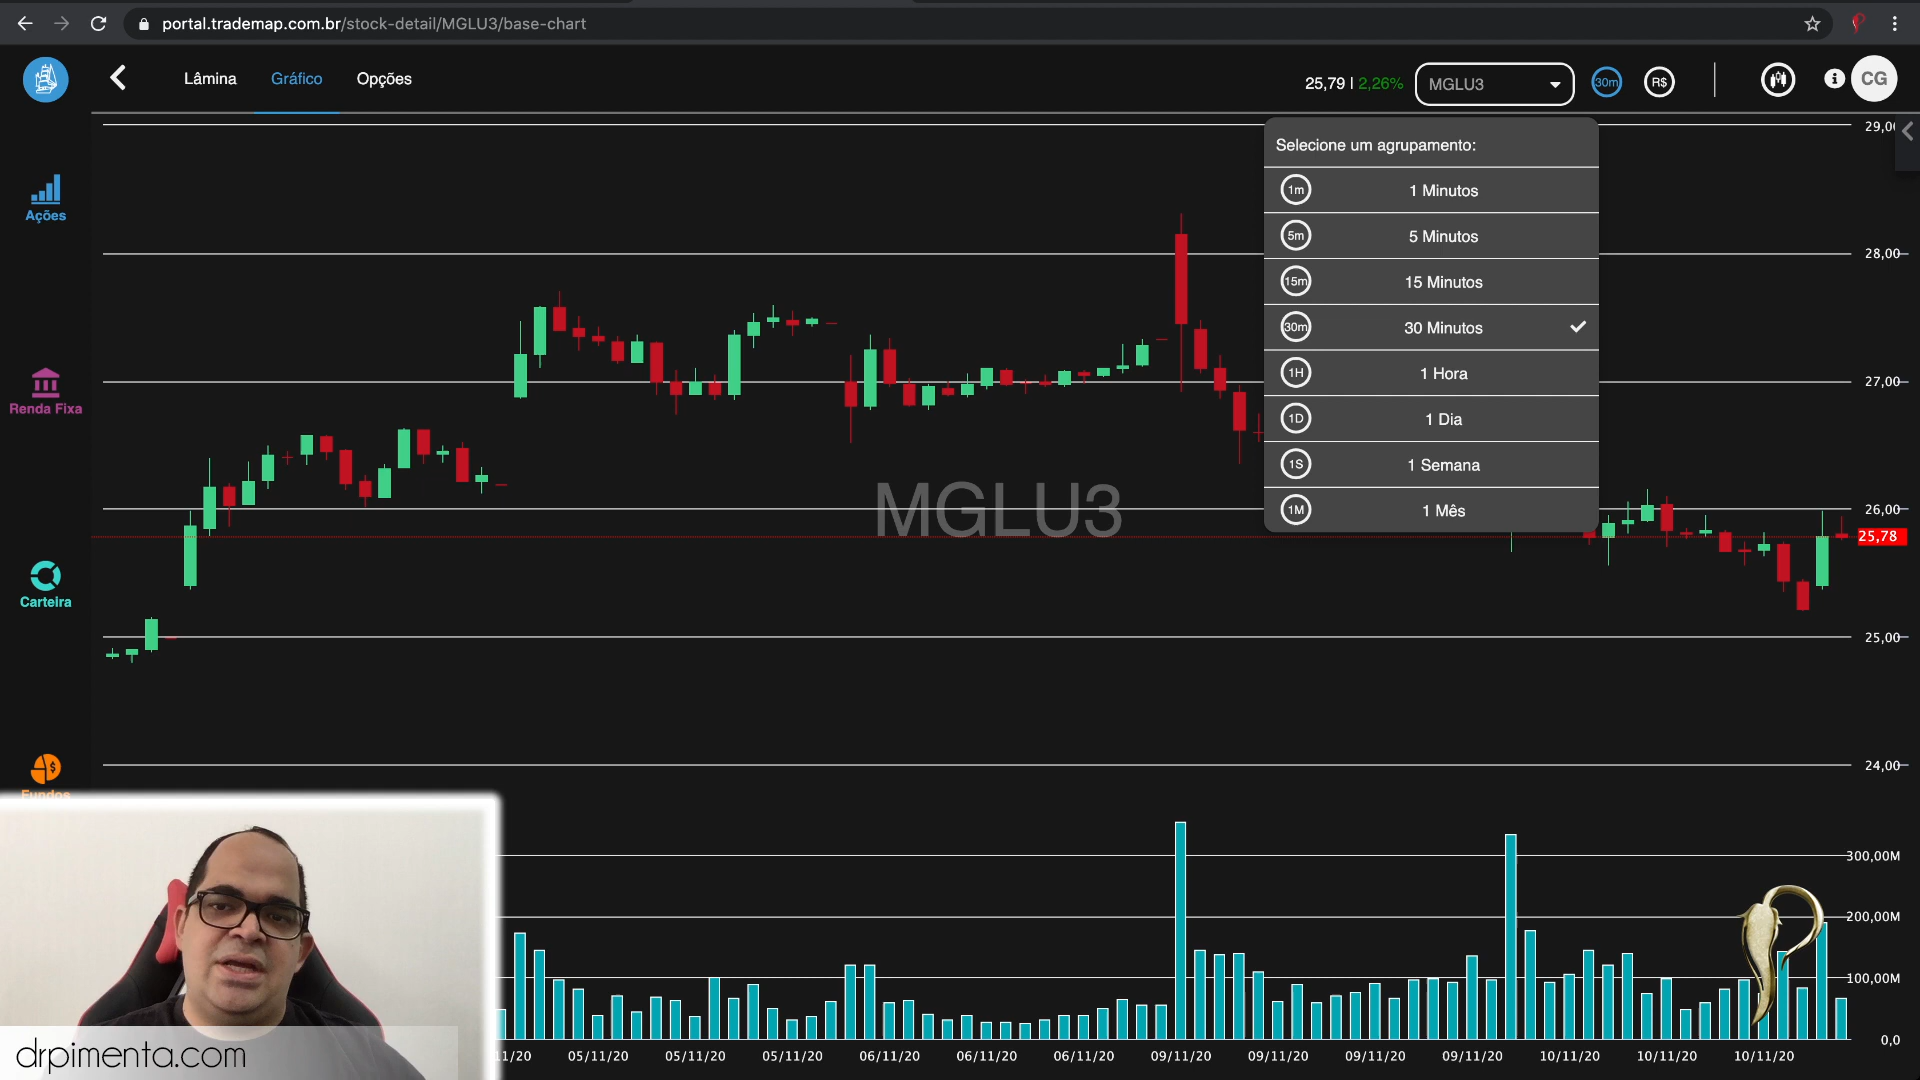 portal.trademap.com.br/stock-detail/MGLU3/base-chart
Lâmina Gráfico Opções
25,79 | 2,26% MGLU3 30m R$ i CG
Selecione um agrupamento:
1m 1 Minutos
5m 5 Minutos
15m 15 Minutos
30m 30 Minutos
1H 1 Hora
1D 1 Dia
1S 1 Semana
1M 1 Mês
Ações
Renda Fixa
Carteira
Fundos
MGLU3
28,00
27,00
26,00
25,78
25,00
24,00
300,00M
200,00M
100,00M
0,0
05/11/20 05/11/20 05/11/20 06/11/20 06/11/20 06/11/20 09/11/20 09/11/20 09/11/20 09/11/20 10/11/20 10/11/20 10/11/20
drpimenta.com